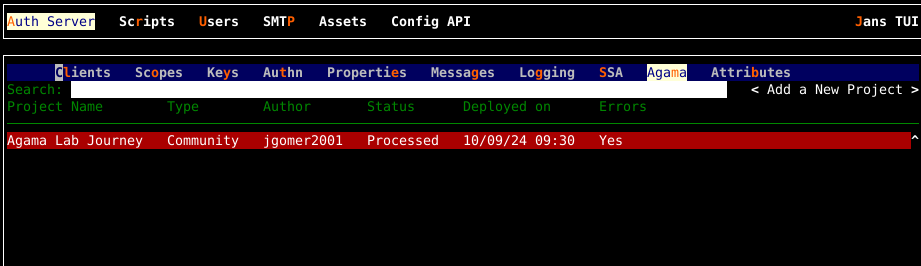 Auth Server Scripts Users SMTP Assets Config API Jans TUI
Clients Scopes Keys Authn Properties Messages Logging SSA Agama Attributes
Search: < Add a New Project >
Project Name Type Author Status Deployed on Errors
Agama Lab Journey Community jgomer2001 Processed 10/09/24 09:30 Yes ^